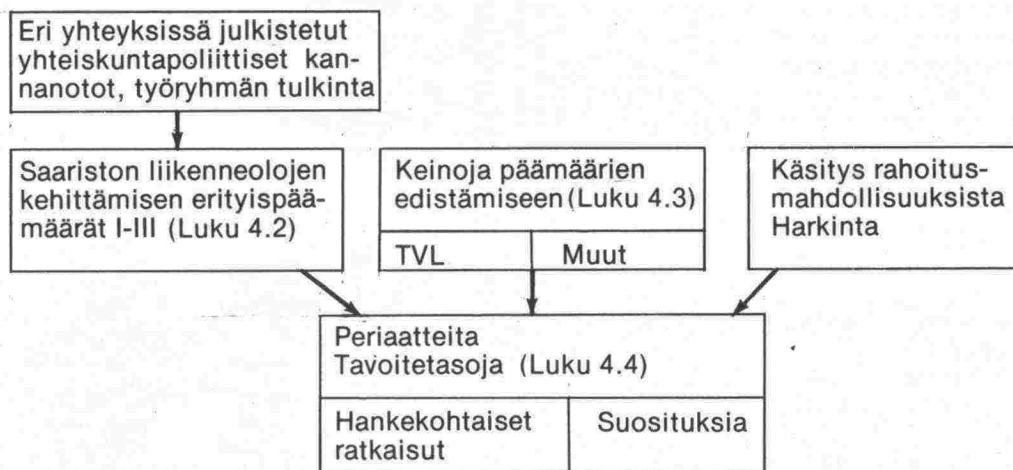 Eri yhteyksissä julkistetut
yhteiskuntapoliittiset kan-
nanotot, työryhmän tulkinta
Saariston liikenneolojen
kehittämisen erityispää-
määrät I-III (Luku 4.2)
Keinoja päämäärien
edistämiseen (Luku 4.3)
TVL
Muut
Käsitys rahoitus-
mahdollisuuksista
Harkinta
Periaatteita
Tavoitetasoja (Luku 4.4)
Hankekohtaiset
ratkaisut
Suosituksia